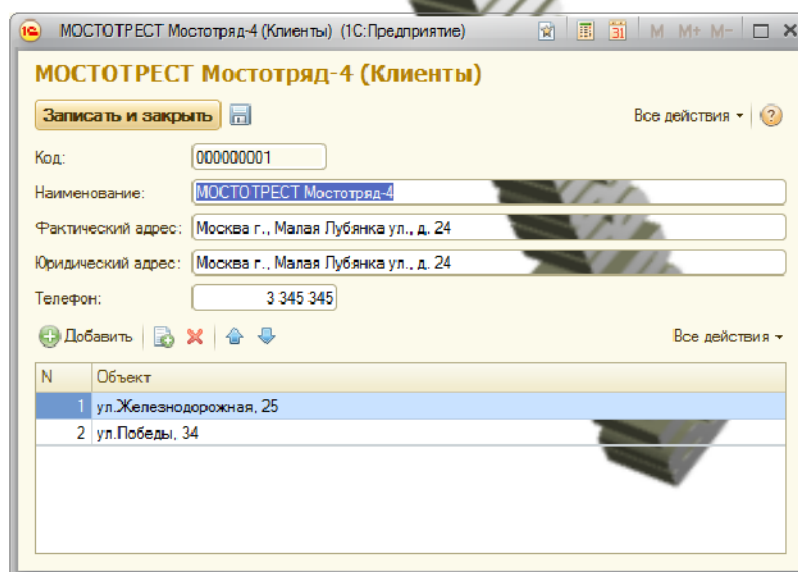 МОСТОТРЕСТ Мостотряд-4 (Клиенты) (1С:Предприятие) 31 M M+ M-
МОСТОТРЕСТ Мостотряд-4 (Клиенты)
Записать и закрыть Все действия
Код: 000000001
Наименование: МОСТОТРЕСТ Мостотряд-4
Фактический адрес: Москва г., Малая Лубянка ул., д. 24
Юридический адрес: Москва г., Малая Лубянка ул., д. 24
Телефон: 3 345 345
Добавить Все действия
N Объект
1 ул.Железнодорожная, 25
2 ул.Победы, 34